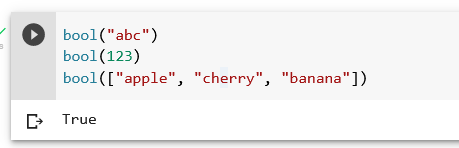 bool("abc")
bool(123)
bool(["apple", "cherry", "banana"])
True